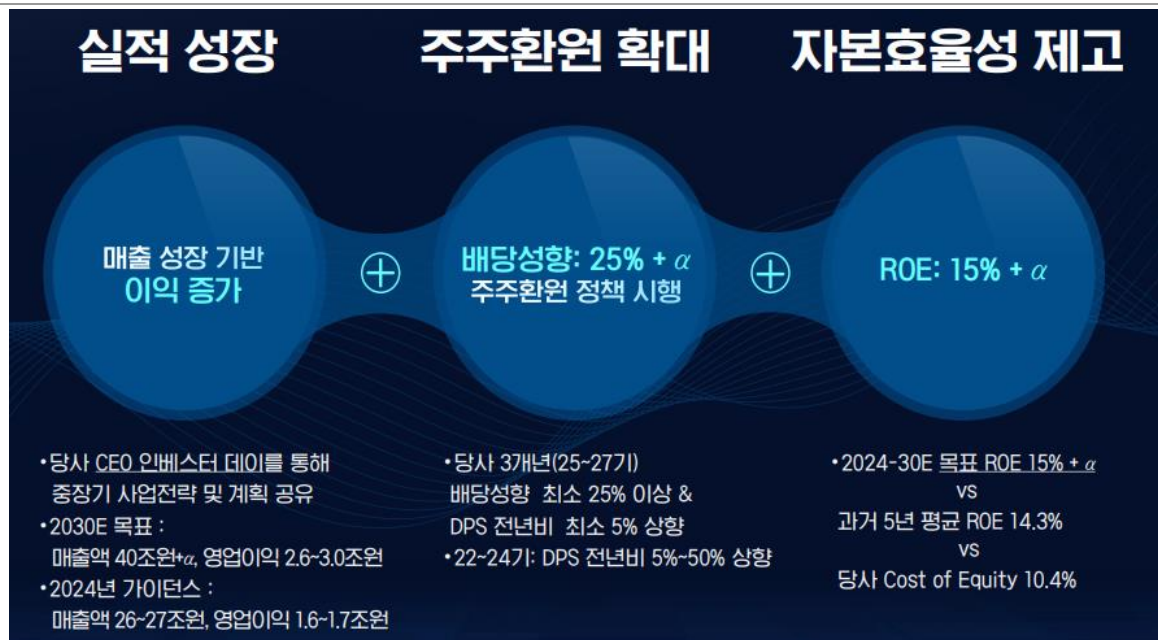 실적 성장
주주환원 확대
자본효율성 제고
매출 성장 기반
이익 증가
배당성향: 25% + α
주주환원 정책 시행
ROE: 15% + α
•당사 CEO 인베스터 데이를 통해
중장기 사업전략 및 계획 공유
•2030E 목표 :
매출액 40조원+α, 영업이익 2.6~3.0조원
•2024년 가이던스 :
매출액 26~27조원, 영업이익 1.6~1.7조원
•당사 3개년(25~27기)
배당성향 최소 25% 이상 &
DPS 전년비 최소 5% 상향
•22~24기: DPS 전년비 5%~50% 상향
•2024-30E 목표 ROE 15% + α
vs
과거 5년 평균 ROE 14.3%
vs
당사 Cost of Equity 10.4%